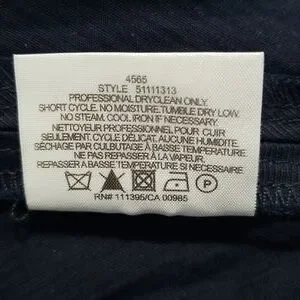 4565
STYLE 51111313
PROFESSIONAL DRYCLEAN ONLY.
SHORT CYCLE. NO MOISTURE.TUMBLE DRY LOW.
NO STEAM. COOL IRON IF NECESSARY.
NETTOYEUR PROFESSIONNEL POUR CUIR
SEULEMENT. CYCLE DÉLICAT. AUCUNE HUMIDITÉ.
SÉCHAGE PAR CULBUTAGE À BASSE TEMPÉRATURE.
NE PAS REPASSER À LA VAPEUR.
REPASSER À BASSE TEMPÉRATURE SI NÉCESSAIRE.
P
RN# 111395/CA 00985